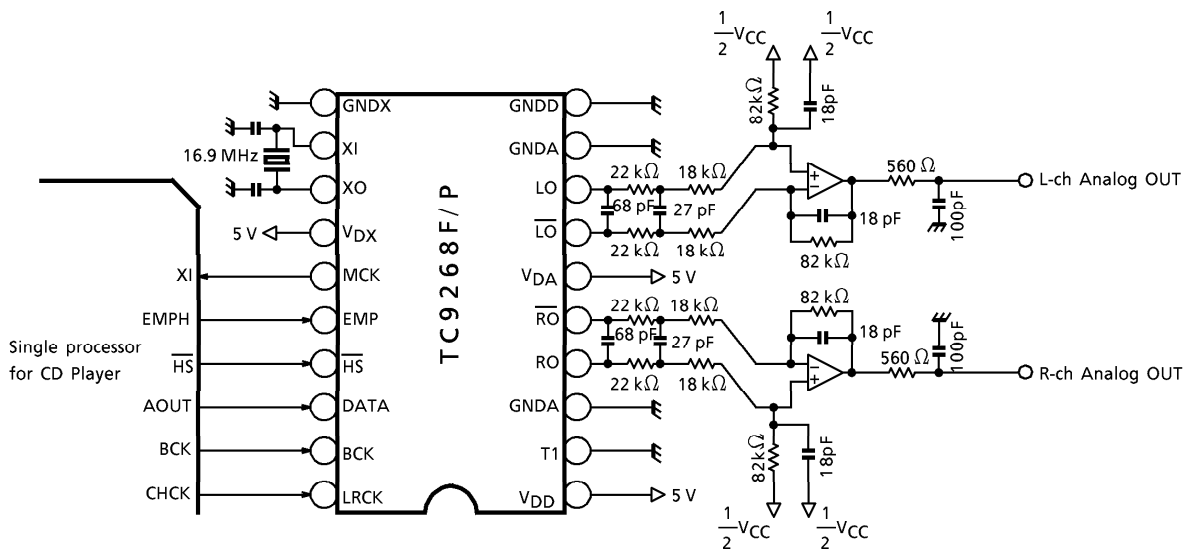 1/2 VCC
1/2 VCC
82kΩ
18pF
GNDX
GNDD
XI
GNDA
16.9 MHz
XO
LO
22 kΩ
18 kΩ
68 pF
27 pF
+
−
560 Ω
100pF
L-ch Analog OUT
18 pF
82 kΩ
5 V
VDX
L̅O̅
22 kΩ
18 kΩ
TC9268F/P
XI
MCK
VDA
5 V
EMPH
EMP
R̅O̅
22 kΩ
18 kΩ
68 pF
27 pF
82 kΩ
18 pF
−
+
560 Ω
100pF
R-ch Analog OUT
Single processor
for CD Player
H̅S̅
H̅S̅
RO
22 kΩ
18 kΩ
AOUT
DATA
GNDA
BCK
BCK
T1
82kΩ
18pF
CHCK
LRCK
VDD
5 V
1/2 VCC
1/2 VCC